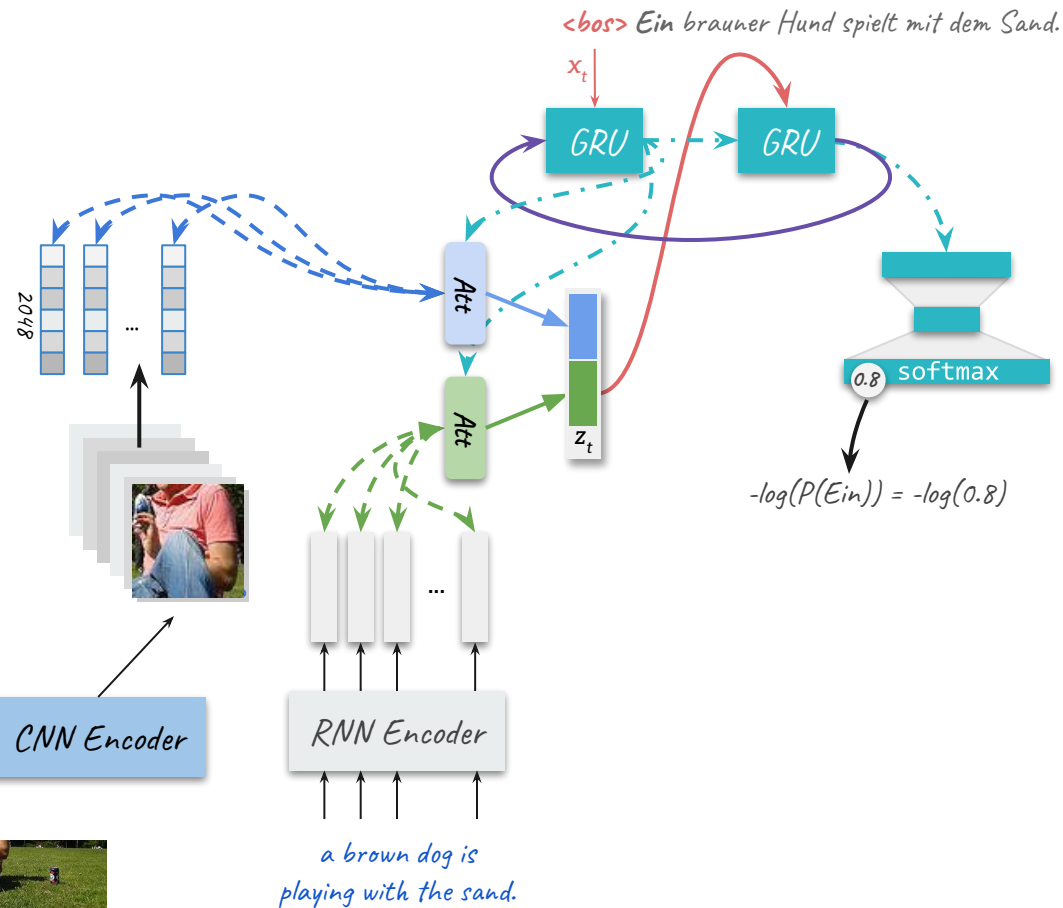 <bos> Ein brauner Hund spielt mit dem Sand.
x_t
GRU
GRU
2048
...
Att
Att
z_t
softmax
0.8
-log(P(Ein)) = -log(0.8)
...
CNN Encoder
RNN Encoder
a brown dog is
playing with the sand.